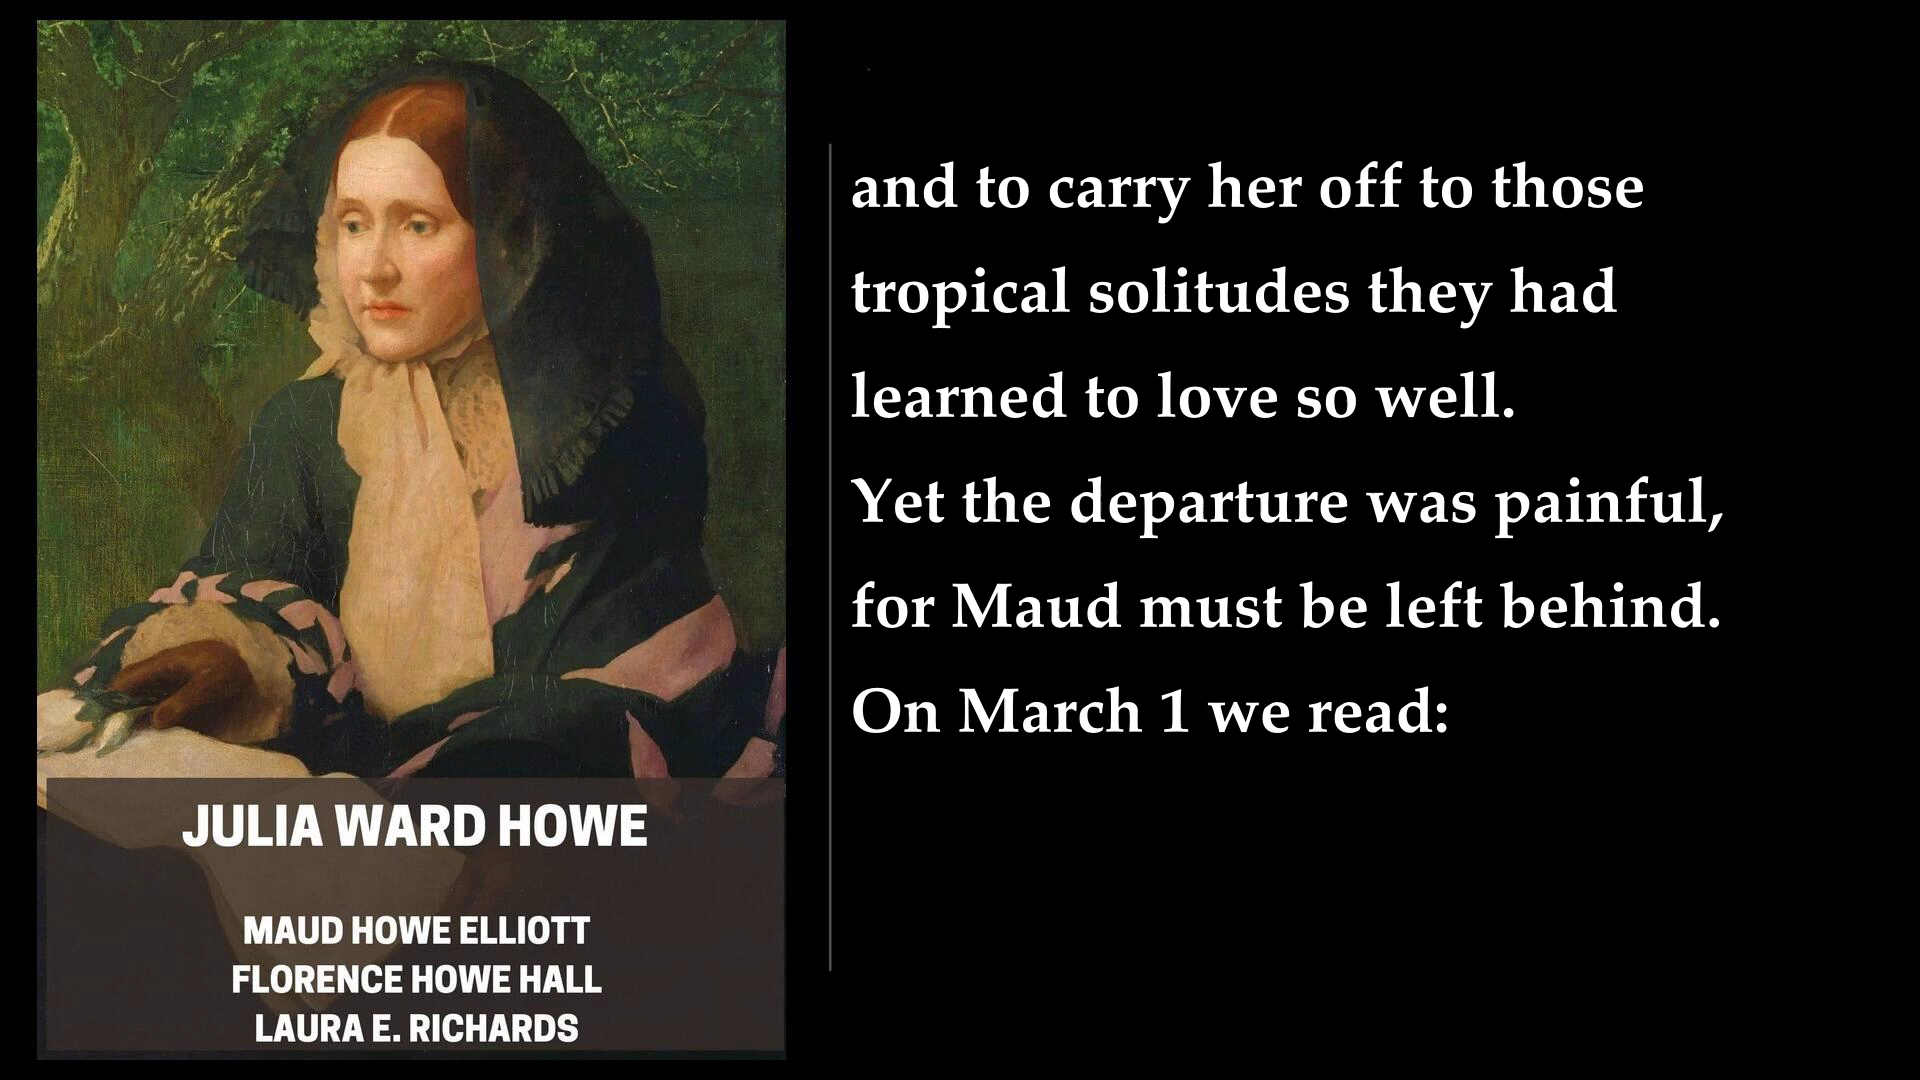 and to carry her off to those
tropical solitudes they had
learned to love so well.
Yet the departure was painful,
for Maud must be left behind.
On March 1 we read:
JULIA WARD HOWE
MAUD HOWE ELLIOTT
FLORENCE HOWE HALL
LAURA E. RICHARDS